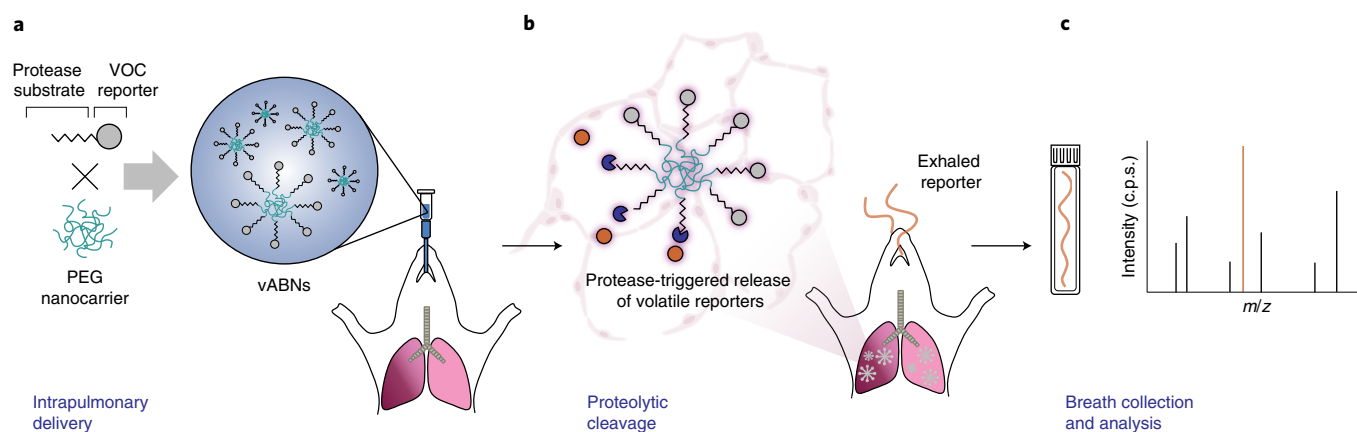 a
Protease
substrate
VOC
reporter
PEG
nanocarrier
vABNs
Intrapulmonary
delivery
b
Protease-triggered release
of volatile reporters
Exhaled
reporter
Proteolytic
cleavage
c
Intensity (c.p.s.)
m/z
Breath collection
and analysis